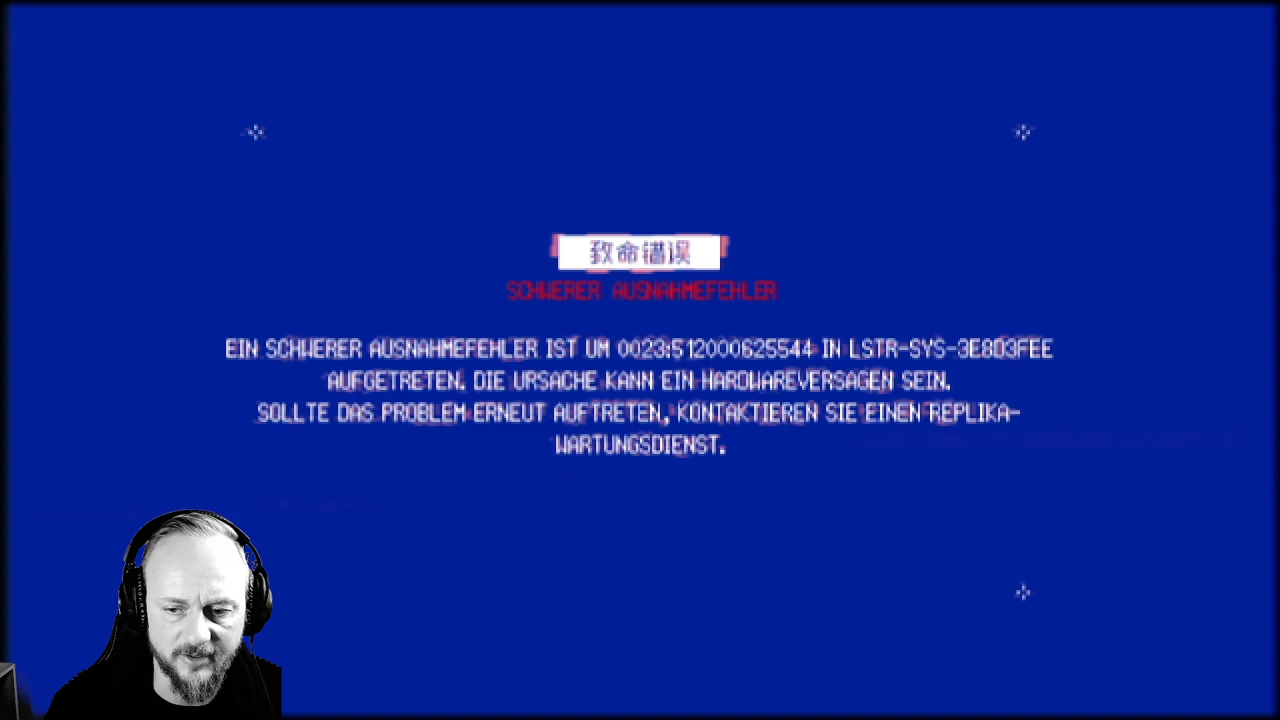 致命错误
SCHWERER AUSNAHMEFEHLER
EIN SCHWERER AUSNAHMEFEHLER IST UM 0023:512000625544 IN LSTR-SYS-3E8D3FEE
AUFGETRETEN. DIE URSACHE KANN EIN HARDWAREVERSAGEN SEIN.
SOLLTE DAS PROBLEM ERNEUT AUFTRETEN, KONTAKTIEREN SIE EINEN REPLIKA-
WARTUNGSDIENST.